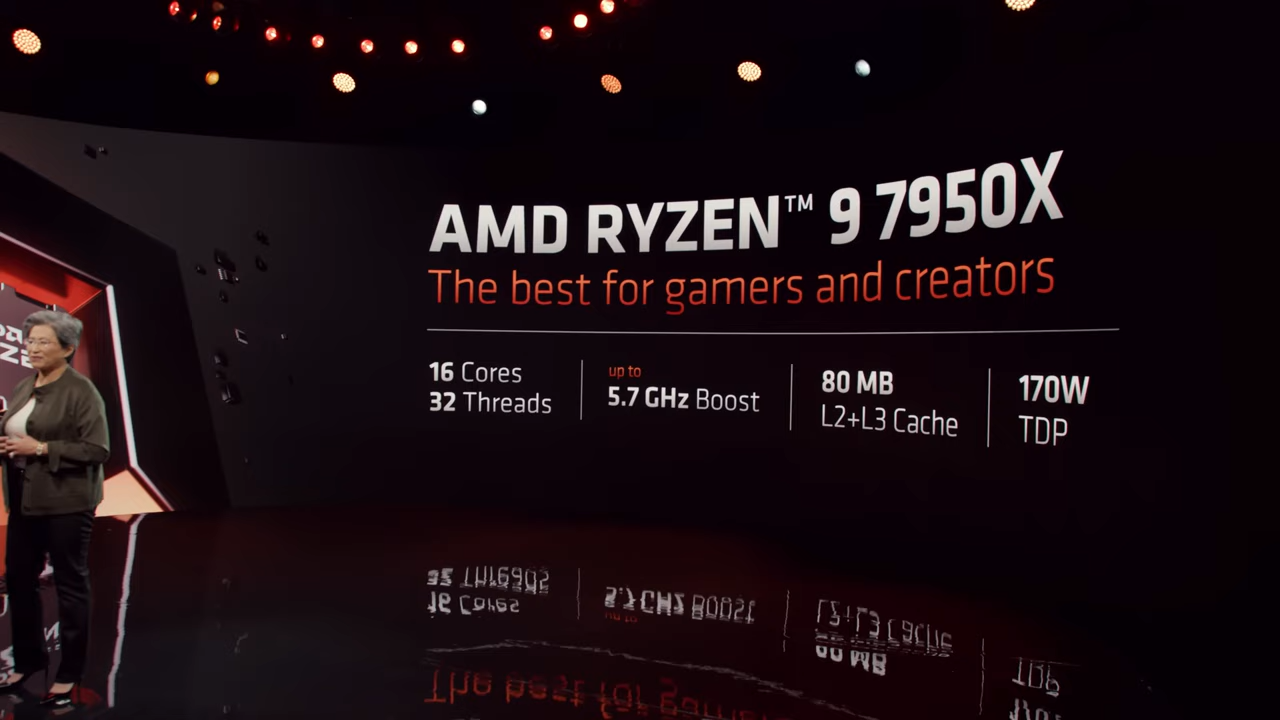 AMD RYZEN™ 9 7950X
The best for gamers and creators
16 Cores
32 Threads
up to
5.7 GHz Boost
80 MB
L2+L3 Cache
170W
TDP